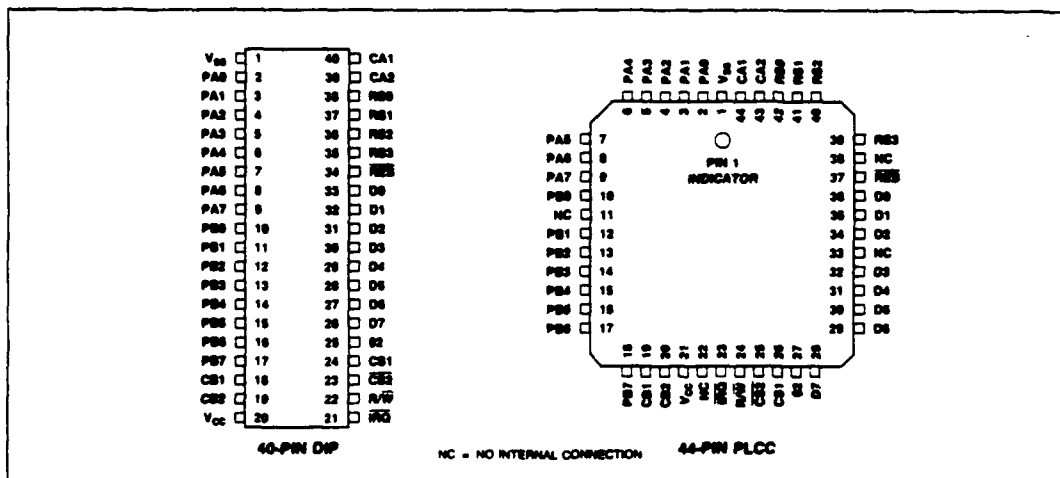 Vss 1 40 CA1
PA0 2 39 CA2
PA1 3 38 RS0
PA2 4 37 RS1
PA3 5 36 RS2
PA4 6 35 RS3
PA5 7 34 R̅E̅S̅
PA6 8 33 D0
PA7 9 32 D1
PB0 10 31 D2
PB1 11 30 D3
PB2 12 29 D4
PB3 13 28 D5
PB4 14 27 D6
PB5 15 26 D7
PB6 16 25
PB7 17 24 CS1
CB1 18 23 C̅S̅2̅
CB2 19 22 R/W̅
Vcc 20 21 I̅R̅Q̅
40-PIN DIP
PA4 PA3 PA2 PA1 PA0 Vss CA1 CA2 RS0 RS1 RS2
6 5 4 3 2 1 44 43 42 41 40
PIN 1
INDICATOR
PA5 7 39 RS3
PA6 8 38 NC
PA7 9 37 R̅E̅S̅
PB0 10 36 D0
NC 11 35 D1
PB1 12 34 D2
PB2 13 33 NC
PB3 14 32 D3
PB4 15 31 D4
PB5 16 30 D5
PB6 17 29 D6
18 19 20 21 22 23 24 25 26 27 28
PB7 CB1 CB2 Vcc NC I̅R̅Q̅ R/W̅ C̅S̅2̅ CS1 D7
44-PIN PLCC
NC = NO INTERNAL CONNECTION